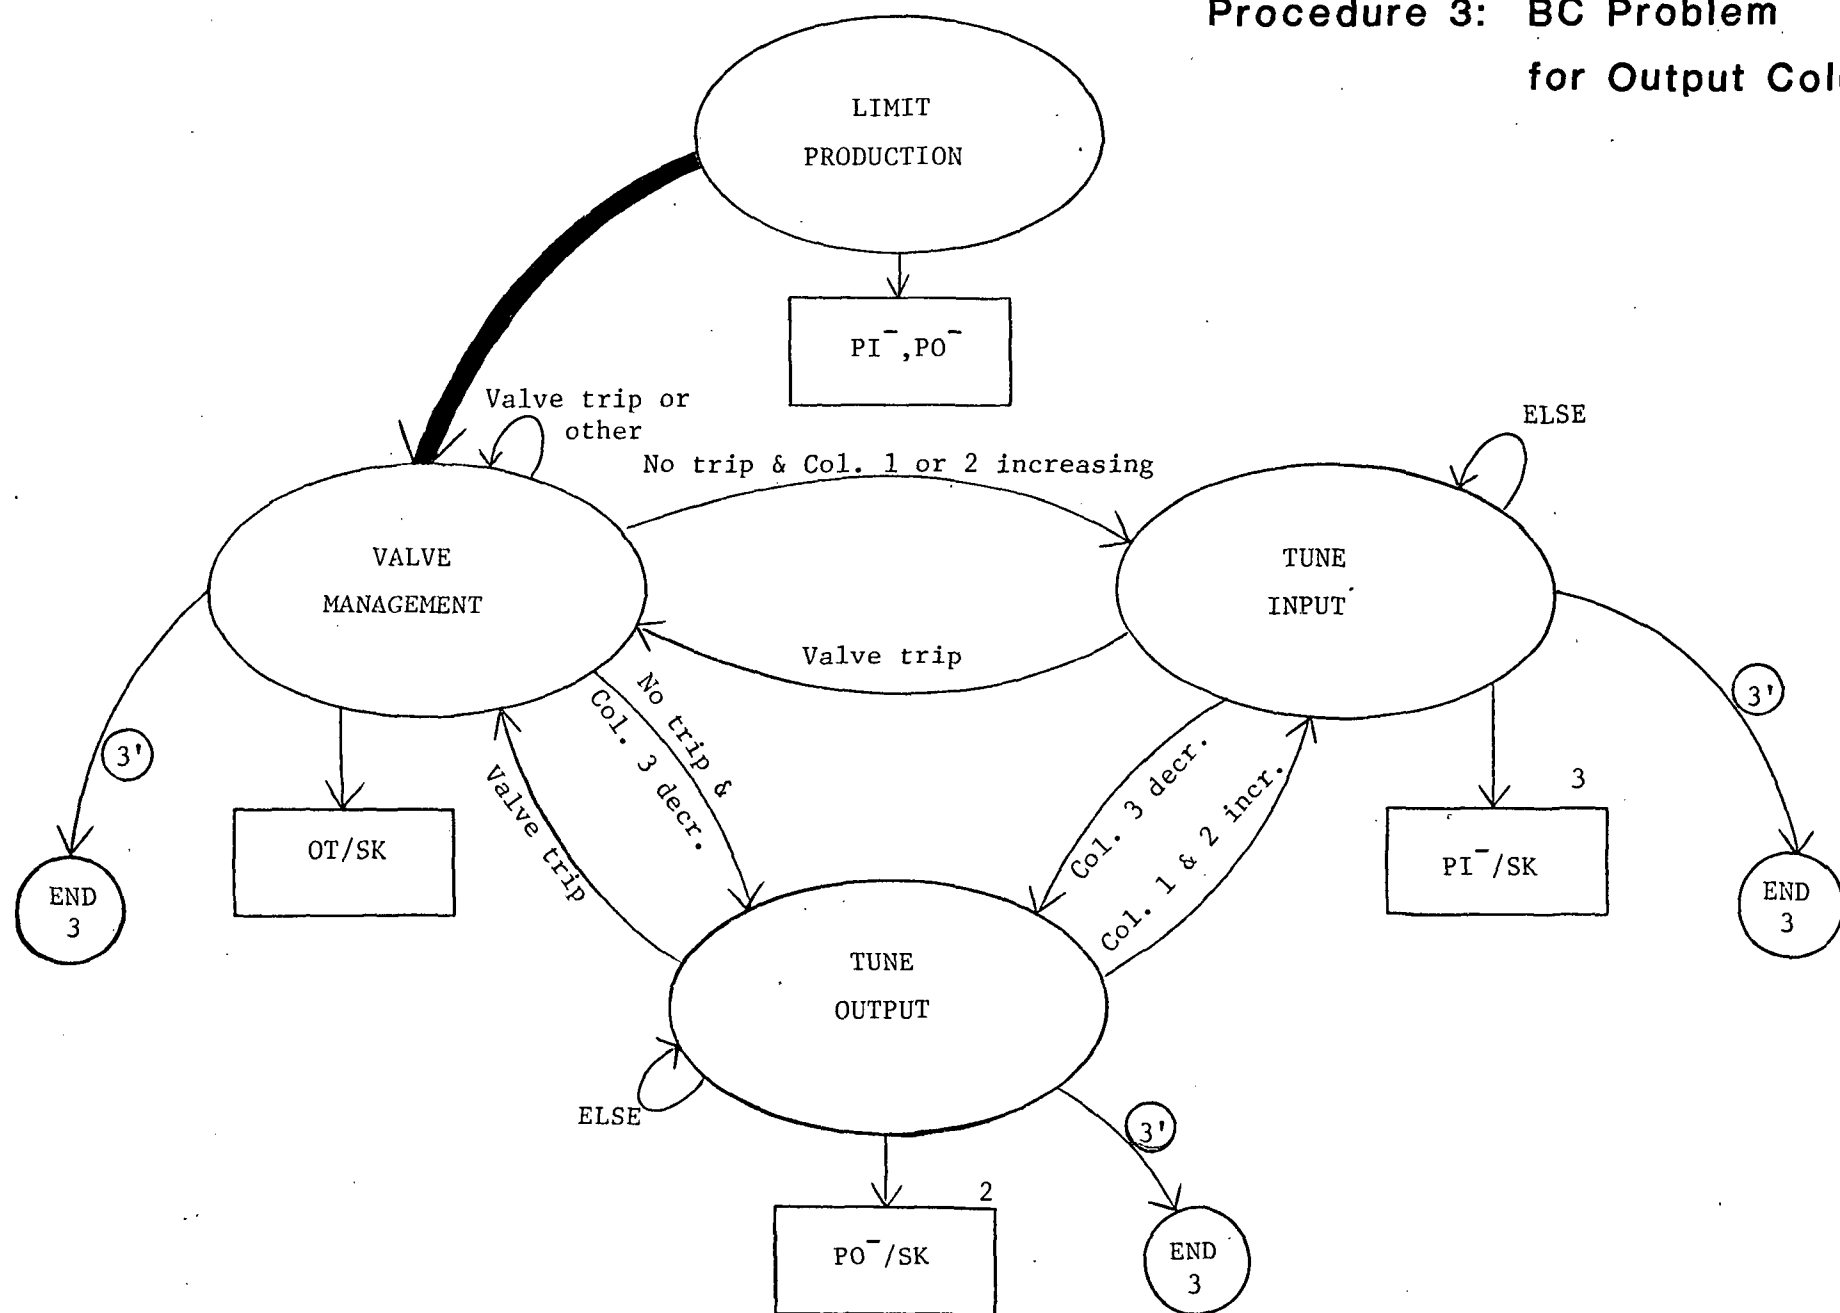 Procedure 3: BC Problem
for Output
LIMIT
PRODUCTION
PI⁻,PO⁻
Valve trip or
other
No trip & Col. 1 or 2 increasing
ELSE
VALVE
MANAGEMENT
TUNE
INPUT
Valve trip
No trip &
Col. 3 decr.
Valve trip
Col. 3 decr.
Col. 1 & 2 incr.
3'
3'
3
OT/SK
PI⁻/SK
END
3
END
3
TUNE
OUTPUT
ELSE
3'
2
PO⁻/SK
END
3